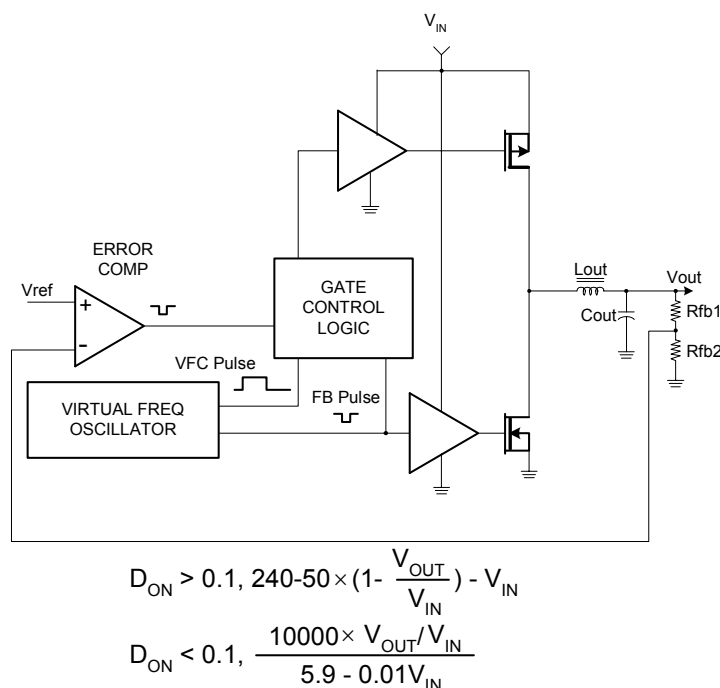 V_IN
ERROR
COMP
Vref
+
-
GATE
CONTROL
LOGIC
VFC Pulse
FB Pulse
VIRTUAL FREQ
OSCILLATOR
Lout
Vout
Cout
Rfb1
Rfb2
D_ON > 0.1, 240-50×(1- V_OUT/V_IN) - V_IN
D_ON < 0.1, 10000× V_OUT/V_IN / 5.9 - 0.01V_IN